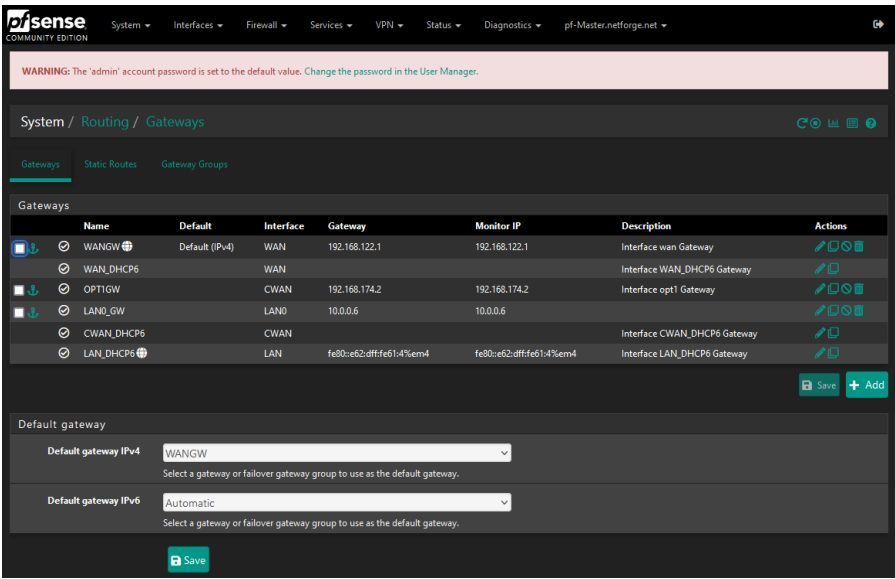 pfsense
COMMUNITY EDITION
System Interfaces Firewall Services VPN Status Diagnostics pf-Master.netforge.net
WARNING: The 'admin' account password is set to the default value. Change the password in the User Manager.
System / Routing / Gateways
Gateways Static Routes Gateway Groups
Gateways
Name Default Interface Gateway Monitor IP Description Actions
WANGW Default (IPv4) WAN 192.168.122.1 192.168.122.1 Interface wan Gateway
WAN_DHCP6 WAN Interface WAN_DHCP6 Gateway
OPT1GW CWAN 192.168.174.2 192.168.174.2 Interface opt1 Gateway
LAN0_GW LAN0 10.0.0.6 10.0.0.6
CWAN_DHCP6 CWAN Interface CWAN_DHCP6 Gateway
LAN_DHCP6 LAN fe80::e62:dff:fe61:4%em4 fe80::e62:dff:fe61:4%em4 Interface LAN_DHCP6 Gateway
Save + Add
Default gateway
Default gateway IPv4 WANGW
Select a gateway or failover gateway group to use as the default gateway.
Default gateway IPv6 Automatic
Select a gateway or failover gateway group to use as the default gateway.
Save